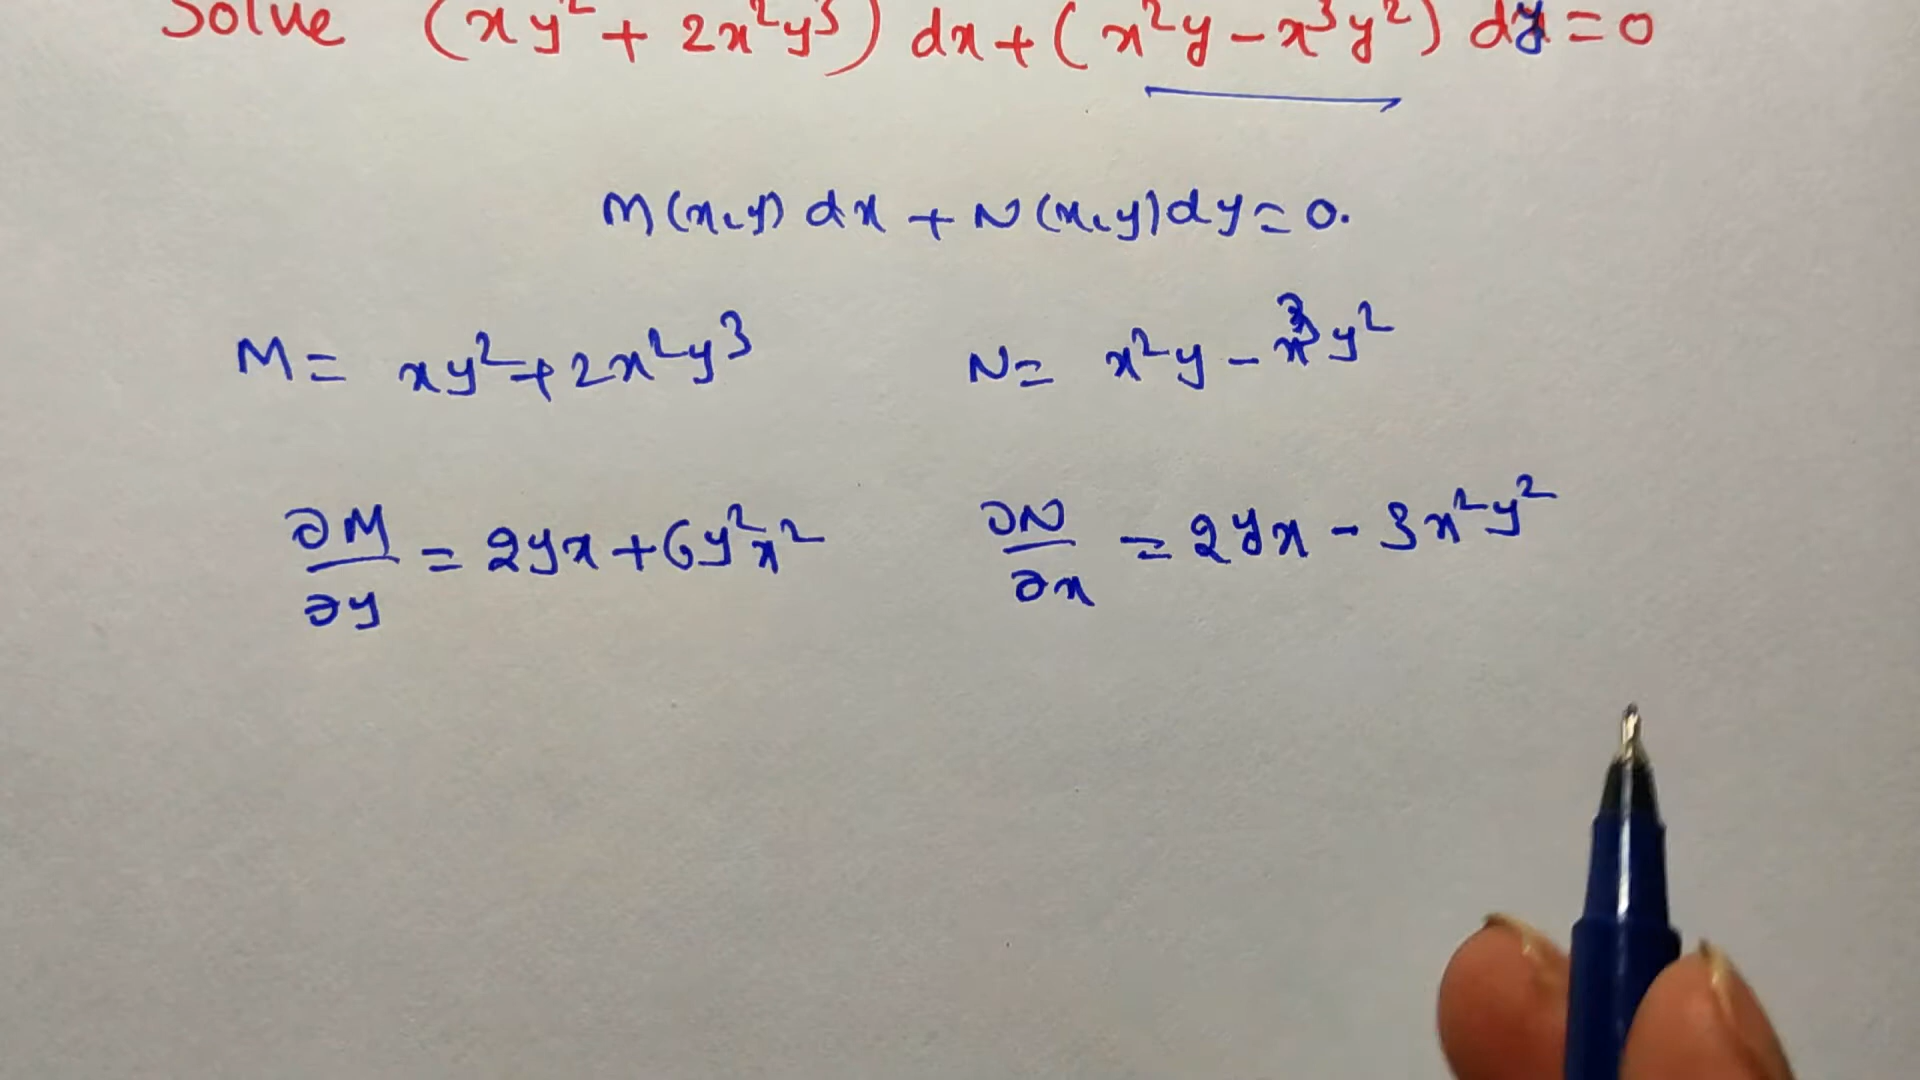 Solve (xy² + 2x²y³) dx + (x²y - x³y²) dy = 0
M(x,y) dx + N(x,y) dy = 0.
M = xy² + 2x²y³ N = x²y - x³y²
∂M/∂y = 2yx + 6y²x² ∂N/∂x = 2yx - 3x²y²